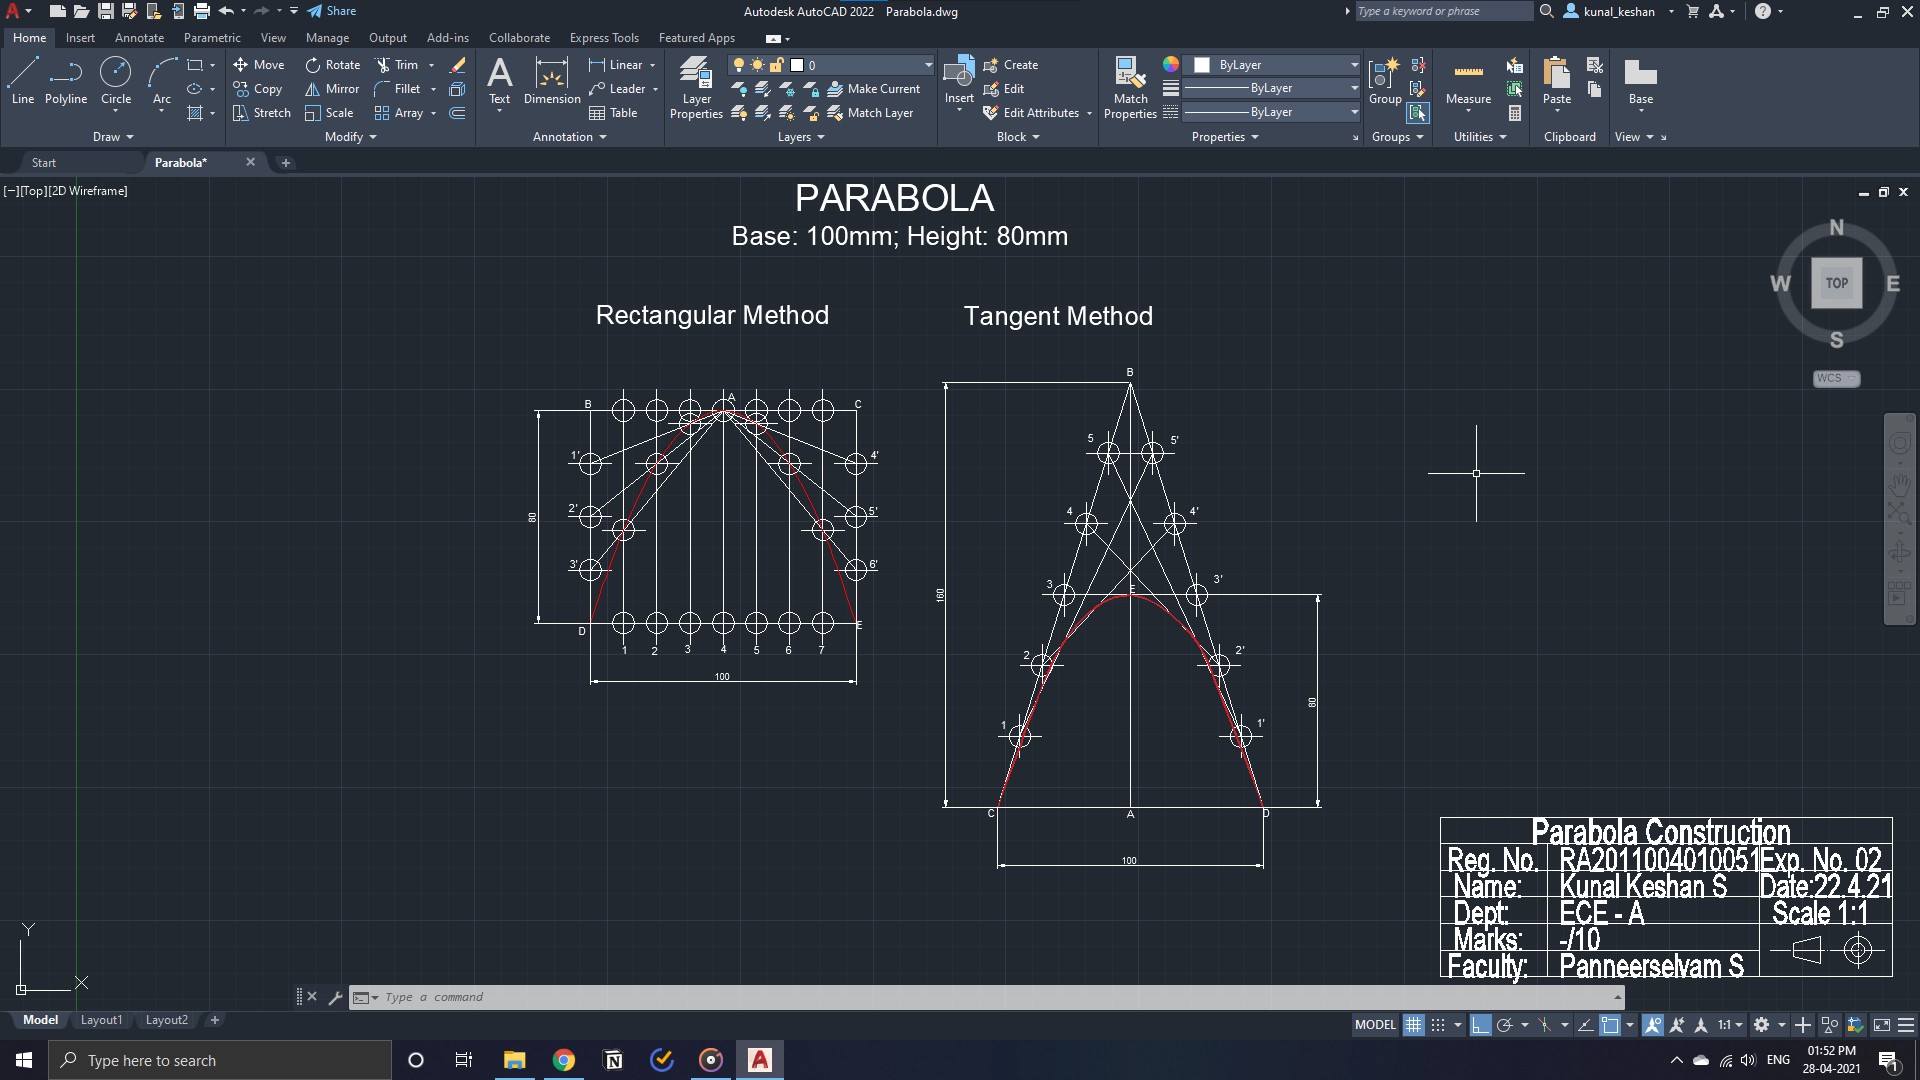 Share
Autodesk AutoCAD 2022 Parabola.dwg
Type a keyword or phrase
kunal_keshan
Home Insert Annotate Parametric View Manage Output Add-ins Collaborate Express Tools Featured Apps
Line Polyline Circle Arc
Draw
Move Rotate Trim
Copy Mirror Fillet
Stretch Scale Array
Modify
Text Dimension
Linear
Leader
Table
Annotation
Layer Properties
0
Make Current
Match Layer
Layers
Insert
Create
Edit
Edit Attributes
Block
Match Properties
ByLayer
ByLayer
ByLayer
Properties
Group
Groups
Measure
Utilities
Paste
Clipboard
Base
View
Start Parabola*
[−][Top][2D Wireframe]
PARABOLA
Base: 100mm; Height: 80mm
Rectangular Method Tangent Method
B A C
1' 4'
2' 5'
3' 6'
80
D E
1 2 3 4 5 6 7
100
B
5 5'
4 4'
3 E 3'
160
2 2'
80
1 1'
C A D
100
N
W TOP E
S
WCS
Parabola Construction
Reg. No. RA2011004010051 Exp. No. 02
Name: Kunal Keshan S Date:22.4.21
Dept: ECE - A Scale 1:1
Marks: -/10
Faculty: Panneerselvam S
Y
X
Type a command
Model Layout1 Layout2
MODEL 1:1
Type here to search
ENG
01:52 PM
28-04-2021
1